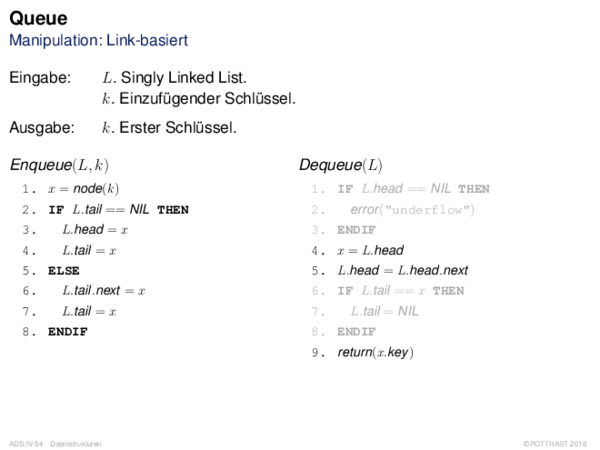 Queue
Manipulation: Link-basiert
Eingabe: L. Singly Linked List.
k. Einzufügender Schlüssel.
Ausgabe: k. Erster Schlüssel.
Enqueue(L, k)
1. x = node(k)
2. IF L.tail == NIL THEN
3. L.head = x
4. L.tail = x
5. ELSE
6. L.tail.next = x
7. L.tail = x
8. ENDIF
Dequeue(L)
1. IF L.head == NIL THEN
2. error("underflow")
3. ENDIF
4. x = L.head
5. L.head = L.head.next
6. IF L.tail == x THEN
7. L.tail = NIL
8. ENDIF
9. return(x.key)
ADS:IV-54 Datenstrukturen
© POTTHAST 2018